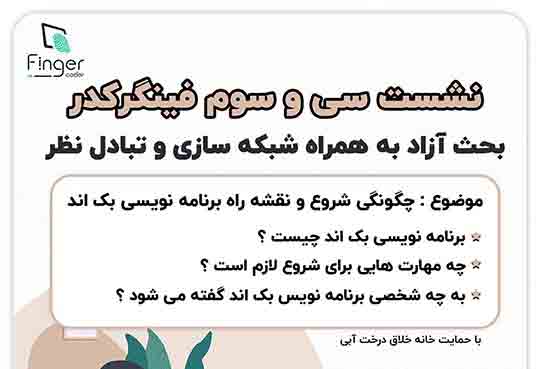 Finger
coder
نشست سی و سوم فینگرکدر
بحث آزاد به همراه شبکه سازی و تبادل نظر
موضوع : چگونگی شروع و نقشه راه برنامه نویسی بک اند
برنامه نویسی بک اند چیست ؟
چه مهارت هایی برای شروع لازم است ؟
به چه شخصی برنامه نویس بک اند گفته می شود ؟
با حمایت خانه خلاق درخت آبی